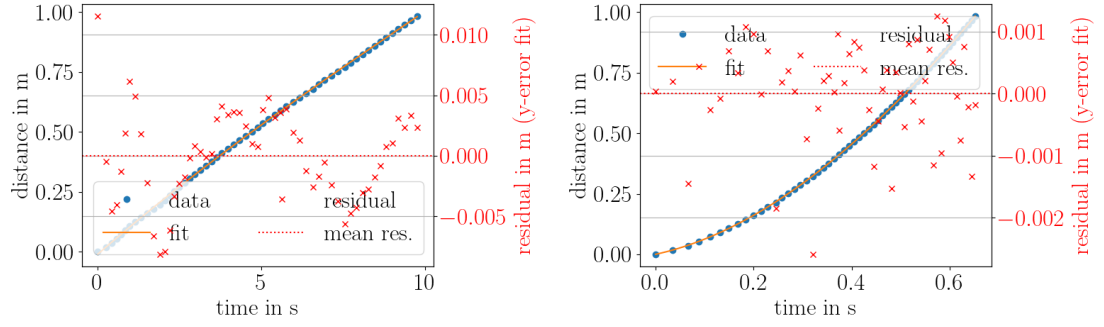 1.00
0.75
0.50
0.25
0.00
distance in m
0
5
10
time in s
0.010
0.005
0.000
−0.005
residual in m (y-error fit)
data
residual
fit
mean res.
1.00
0.75
0.50
0.25
0.00
distance in m
0.0
0.2
0.4
0.6
time in s
0.001
0.000
−0.001
−0.002
residual in m (y-error fit)
data
residual
fit
mean res.